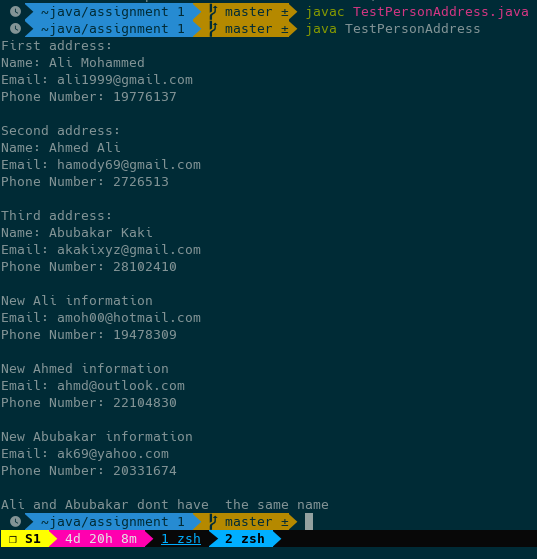 ~java/assignment 1 master ± javac TestPersonAddress.java
~java/assignment 1 master ± java TestPersonAddress
First address:
Name: Ali Mohammed
Email: ali1999@gmail.com
Phone Number: 19776137
Second address:
Name: Ahmed Ali
Email: hamody69@gmail.com
Phone Number: 2726513
Third address:
Name: Abubakar Kaki
Email: akakixyz@gmail.com
Phone Number: 28102410
New Ali information
Email: amoh00@hotmail.com
Phone Number: 19478309
New Ahmed information
Email: ahmd@outlook.com
Phone Number: 22104830
New Abubakar information
Email: ak69@yahoo.com
Phone Number: 20331674
Ali and Abubakar dont have  the same name
~java/assignment 1 master ±
❐ S1 4d 20h 8m 1 zsh 2 zsh